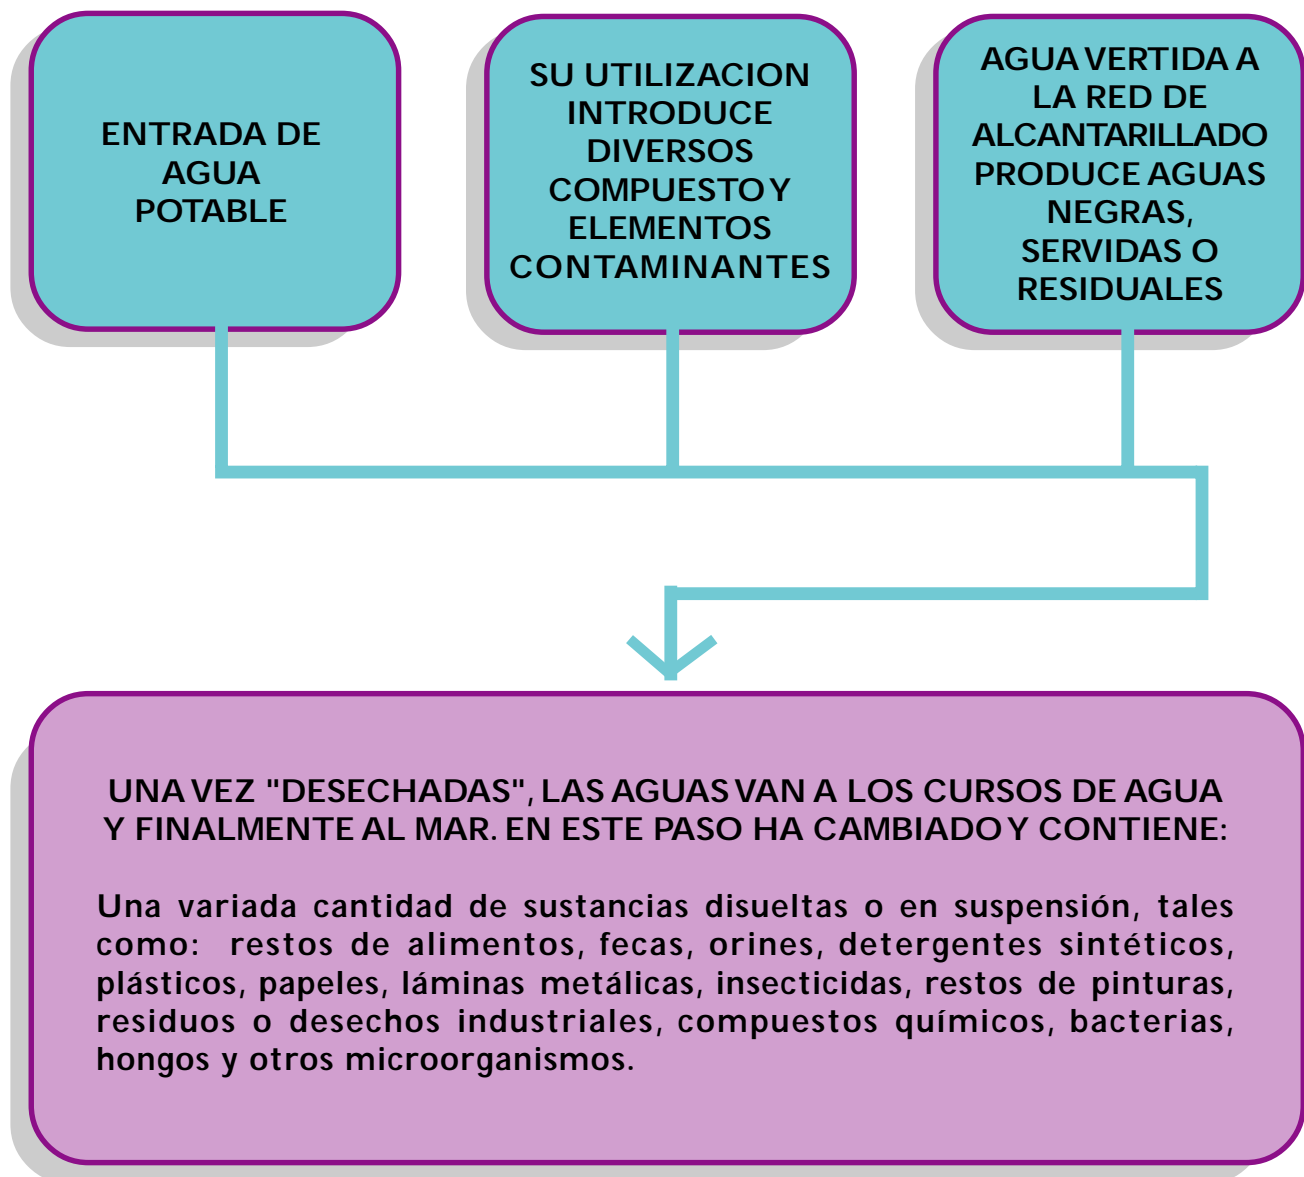 ENTRADA DE
AGUA
POTABLE
SU UTILIZACION
INTRODUCE
DIVERSOS
COMPUESTO Y
ELEMENTOS
CONTAMINANTES
AGUA VERTIDA A
LA RED DE
ALCANTARILLADO
PRODUCE AGUAS
NEGRAS,
SERVIDAS O
RESIDUALES
UNA VEZ "DESECHADAS", LAS AGUAS VAN A LOS CURSOS DE AGUA
Y FINALMENTE AL MAR. EN ESTE PASO HA CAMBIADO Y CONTIENE:
Una variada cantidad de sustancias disueltas o en suspensión, tales
como: restos de alimentos, fecas, orines, detergentes sintéticos,
plásticos, papeles, láminas metálicas, insecticidas, restos de pinturas,
residuos o desechos industriales, compuestos químicos, bacterias,
hongos y otros microorganismos.